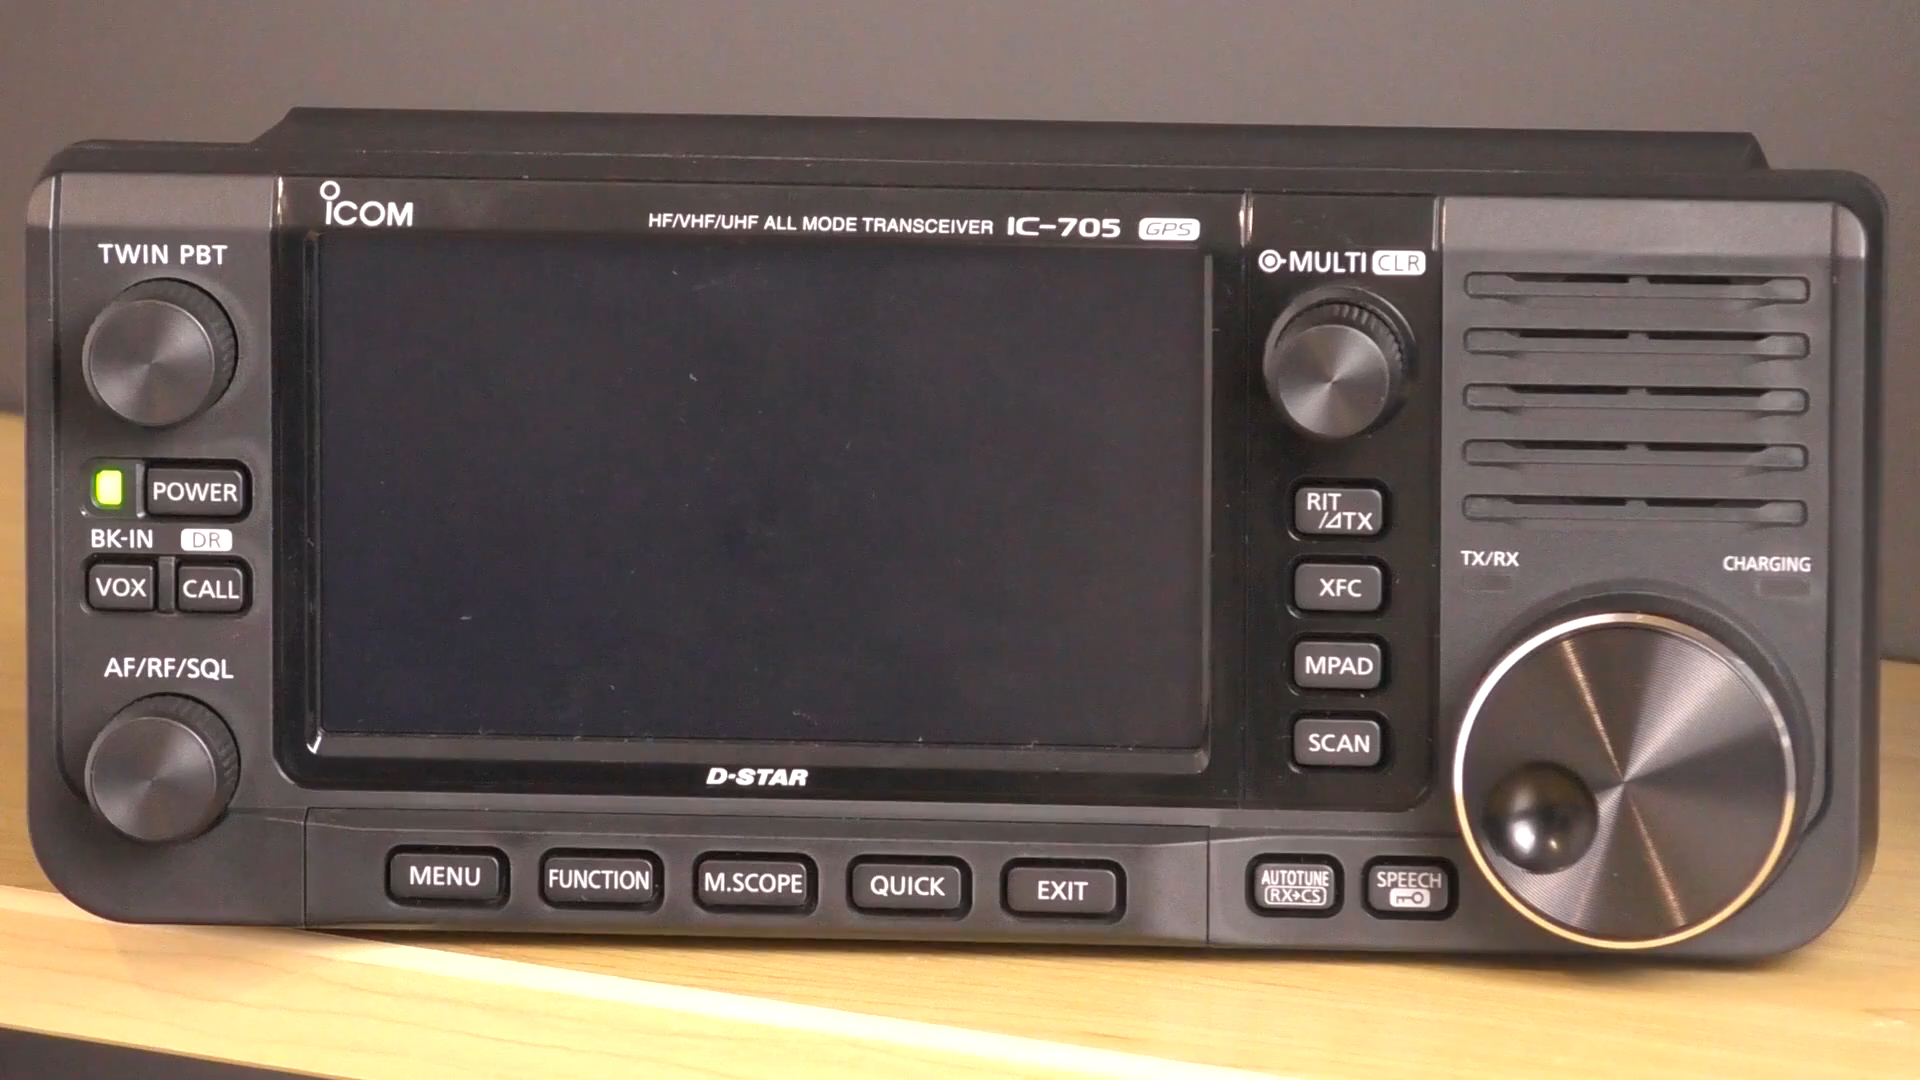 ICOM
HF/VHF/UHF ALL MODE TRANSCEIVER IC-705 GPS
TWIN PBT
MULTI CLR
POWER
BK-IN DR
VOX CALL
AF/RF/SQL
RIT
/⊿TX
XFC
MPAD
SCAN
TX/RX
CHARGING
D-STAR
MENU FUNCTION M.SCOPE QUICK EXIT
AUTOTUNE
RX→CS
SPEECH